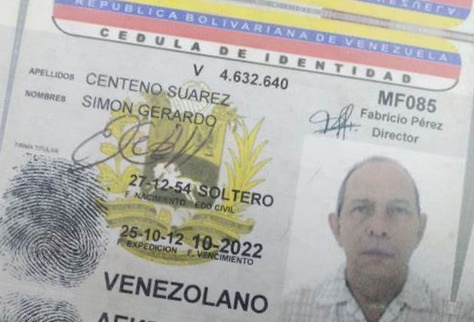 REPUBLICA BOLIVARIANA DE VENEZUELA
CEDULA DE IDENTIDAD
V 4.632.640
APELLIDOS CENTENO SUAREZ
NOMBRES SIMON GERARDO
MF085
Fabricio Pérez
Director
FIRMA TITULAR
27-12-54 SOLTERO
F. NACIMIENTO EDO CIVIL
25-10-12 10-2022
F. EXPEDICION F. VENCIMIENTO
VENEZOLANO